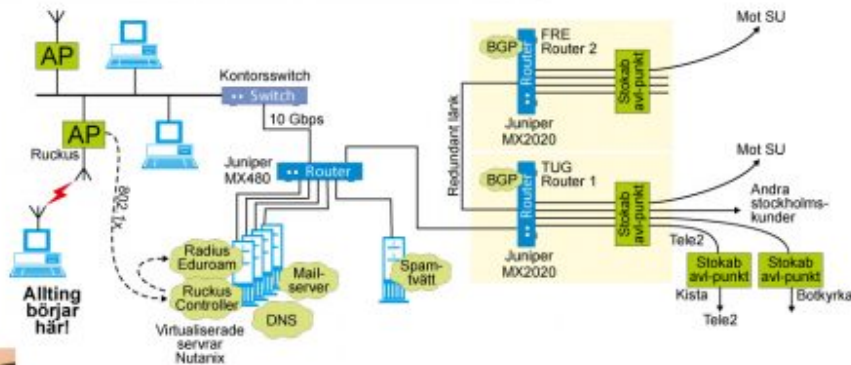 AP
Kontorsswitch
Switch
10 Gbps
AP
Ruckus
802.1x
Allting
börjar
här!
Juniper
MX480
Router
Radius
Eduroam
Ruckus
Controller
Mail-
server
DNS
Virtualiserade
servrar
Nutanix
Spam-
tvätt
BGP
FRE
Router 2
Router
Juniper
MX2020
Stokab
avl-punkt
Mot SU
Redundant länk
BGP
TUG
Router 1
Router
Juniper
MX2020
Stokab
avl-punkt
Mot SU
Andra
stockholms-
kunder
Tele2
Stokab
avl-punkt
Kista
Tele2
Stokab
avl-punkt
Botkyrka